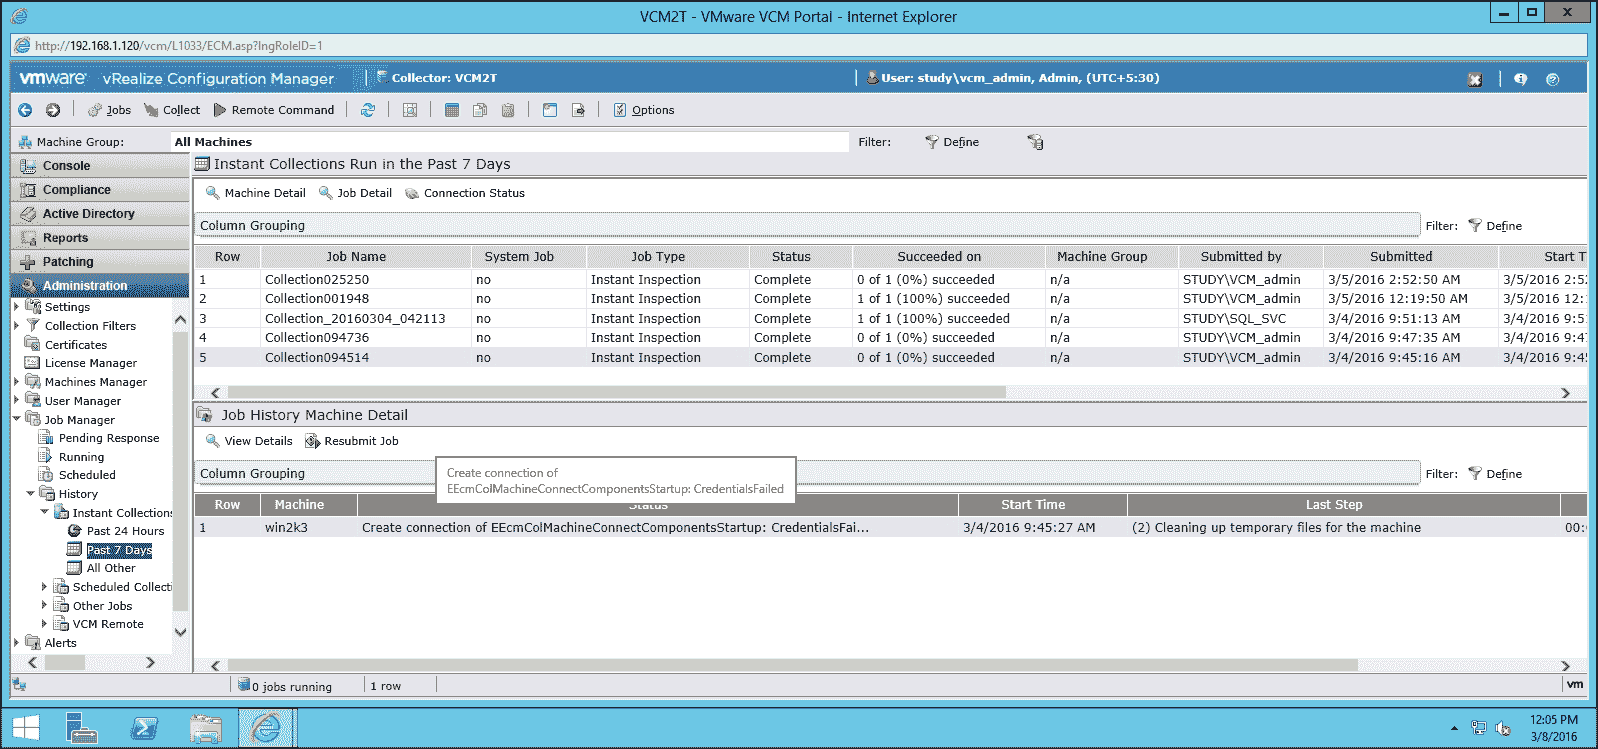 VCM2T - VMware VCM Portal - Internet Explorer
http://192.168.1.120/vcm/L1033/ECM.asp?lngRoleID=1
vmware vRealize Configuration Manager Collector: VCM2T User: study\vcm_admin, Admin, (UTC+5:30)
Jobs Collect Remote Command Options
Machine Group: All Machines Filter: Define
Console
Compliance
Active Directory
Reports
Patching
Administration
Settings
Collection Filters
Certificates
License Manager
Machines Manager
User Manager
Job Manager
Pending Response
Running
Scheduled
History
Instant Collections
Past 24 Hours
Past 7 Days
All Other
Scheduled Collecti
Other Jobs
VCM Remote
Alerts
Instant Collections Run in the Past 7 Days
Machine Detail Job Detail Connection Status
Column Grouping Filter: Define
Row Job Name System Job Job Type Status Succeeded on Machine Group Submitted by Submitted Start T
1 Collection025250 no Instant Inspection Complete 0 of 1 (0%) succeeded n/a STUDY\VCM_admin 3/5/2016 2:52:50 AM 3/5/2016 2:52
2 Collection001948 no Instant Inspection Complete 1 of 1 (100%) succeeded n/a STUDY\VCM_admin 3/5/2016 12:19:50 AM 3/5/2016 12:
3 Collection_20160304_042113 no Instant Inspection Complete 1 of 1 (100%) succeeded n/a STUDY\SQL_SVC 3/4/2016 9:51:13 AM 3/4/2016 9:51
4 Collection094736 no Instant Inspection Complete 0 of 1 (0%) succeeded n/a STUDY\VCM_admin 3/4/2016 9:47:35 AM 3/4/2016 9:47
5 Collection094514 no Instant Inspection Complete 0 of 1 (0%) succeeded n/a STUDY\VCM_admin 3/4/2016 9:45:16 AM 3/4/2016 9:45
Job History Machine Detail
View Details Resubmit Job
Column Grouping Filter: Define
Create connection of
EEcmColMachineConnectComponentsStartup: CredentialsFailed
Row Machine Status Start Time Last Step
1 win2k3 Create connection of EEcmColMachineConnectComponentsStartup: CredentialsFai... 3/4/2016 9:45:27 AM (2) Cleaning up temporary files for the machine 00:
0 jobs running 1 row vm
12:05 PM
3/8/2016